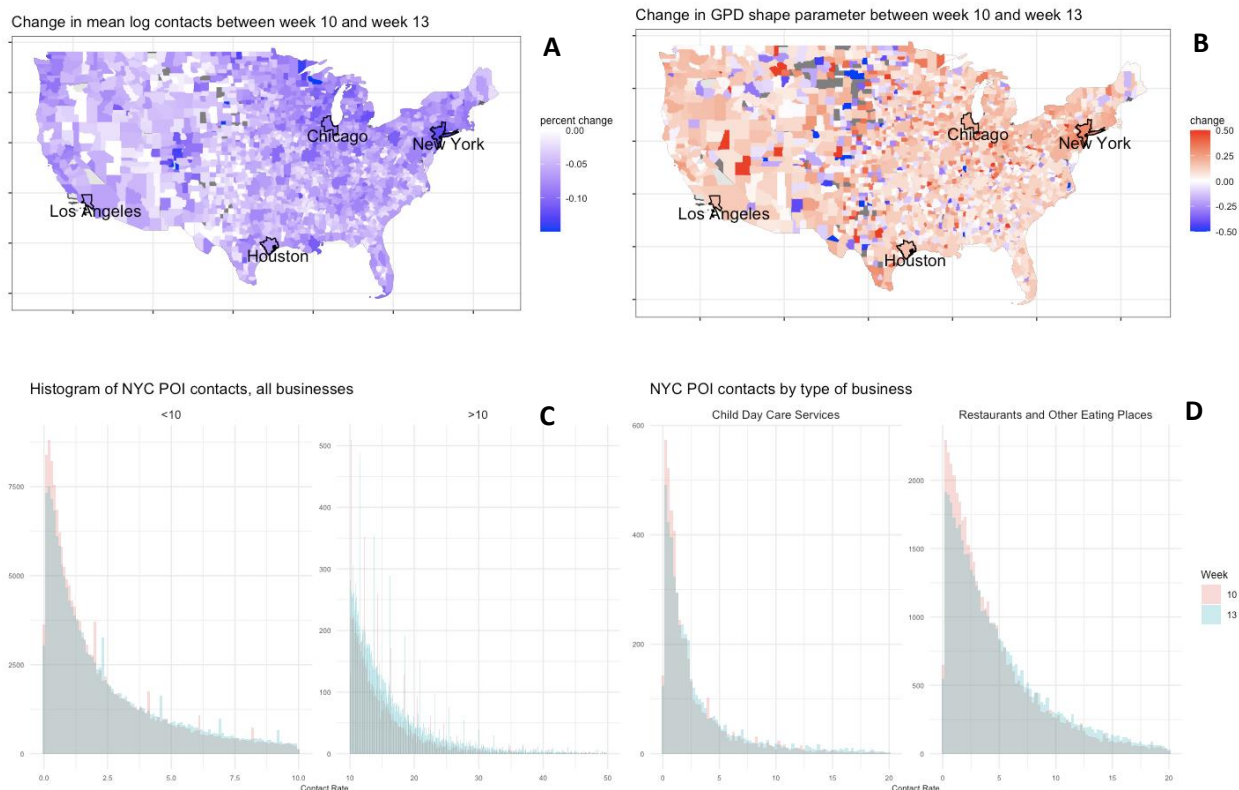 Change in mean log contacts between week 10 and week 13
A
Chicago
New York
Los Angeles
Houston
percent change
0.00
-0.05
-0.10
Change in GPD shape parameter between week 10 and week 13
B
Chicago
New York
Los Angeles
Houston
change
0.50
0.25
0.00
-0.25
-0.50
Histogram of NYC POI contacts, all businesses
<10
>10
C
7500
5000
2500
0
0.0 2.5 5.0 7.5 10.0
500
400
300
200
100
0
10 20 30 40 50
Contact Rate
NYC POI contacts by type of business
Child Day Care Services
Restaurants and Other Eating Places
D
600
400
200
0
0 5 10 15 20
2000
1500
1000
500
0
0 5 10 15 20
Contact Rate
Week
10
13